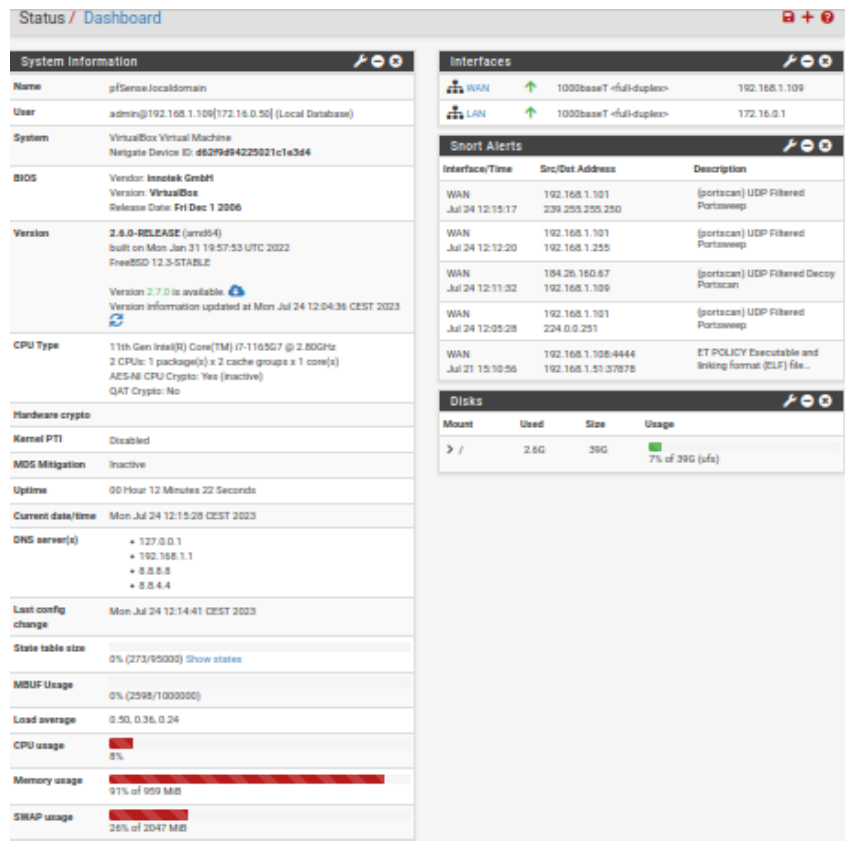 Status / Dashboard
System Information
Name pfSense.localdomain
User admin@192.168.1.109[172.16.0.50] (Local Database)
System VirtualBox Virtual Machine
Netgate Device ID: d62f9d94225021c1e3d4
BIOS Vendor: innotek GmbH
Version: VirtualBox
Release Date: Fri Dec 1 2006
Version 2.6.0-RELEASE (amd64)
built on Mon Jan 31 19:57:53 UTC 2022
FreeBSD 12.3-STABLE
Version 2.7.0 is available.
Version information updated at Mon Jul 24 12:04:36 CEST 2023
CPU Type 11th Gen Intel(R) Core(TM) i7-1165G7 @ 2.80GHz
2 CPUs: 1 package(s) x 2 cache groups x 1 core(s)
AES-NI CPU Crypto: Yes (inactive)
QAT Crypto: No
Hardware crypto
Kernel PTI Disabled
MDS Mitigation Inactive
Uptime 00 Hour 12 Minutes 22 Seconds
Current date/time Mon Jul 24 12:15:28 CEST 2023
DNS server(s) • 127.0.0.1
• 192.168.1.1
• 8.8.8.8
• 8.8.4.4
Last config change Mon Jul 24 12:14:41 CEST 2023
State table size
0% (273/95000) Show states
MBUF Usage
0% (2598/1000000)
Load average 0.50, 0.36, 0.24
CPU usage
8%
Memory usage
91% of 959 MiB
SWAP usage
26% of 2047 MiB
Interfaces
WAN 1000baseT <full-duplex> 192.168.1.109
LAN 1000baseT <full-duplex> 172.16.0.1
Snort Alerts
Interface/Time Src/Dst Address Description
WAN 192.168.1.101 (portscan) UDP Filtered
Jul 24 12:15:17 239.255.255.250 Portsweep
WAN 192.168.1.101 (portscan) UDP Filtered
Jul 24 12:12:20 192.168.1.255 Portsweep
WAN 184.26.160.67 (portscan) UDP Filtered Decoy
Jul 24 12:11:32 192.168.1.109 Portscan
WAN 192.168.1.101 (portscan) UDP Filtered
Jul 24 12:05:28 224.0.0.251 Portsweep
WAN 192.168.1.108:4444 ET POLICY Executable and
Jul 21 15:10:56 192.168.1.51:37878 linking format (ELF) file...
Disks
Mount Used Size Usage
/ 2.6G 39G
7% of 39G (ufs)